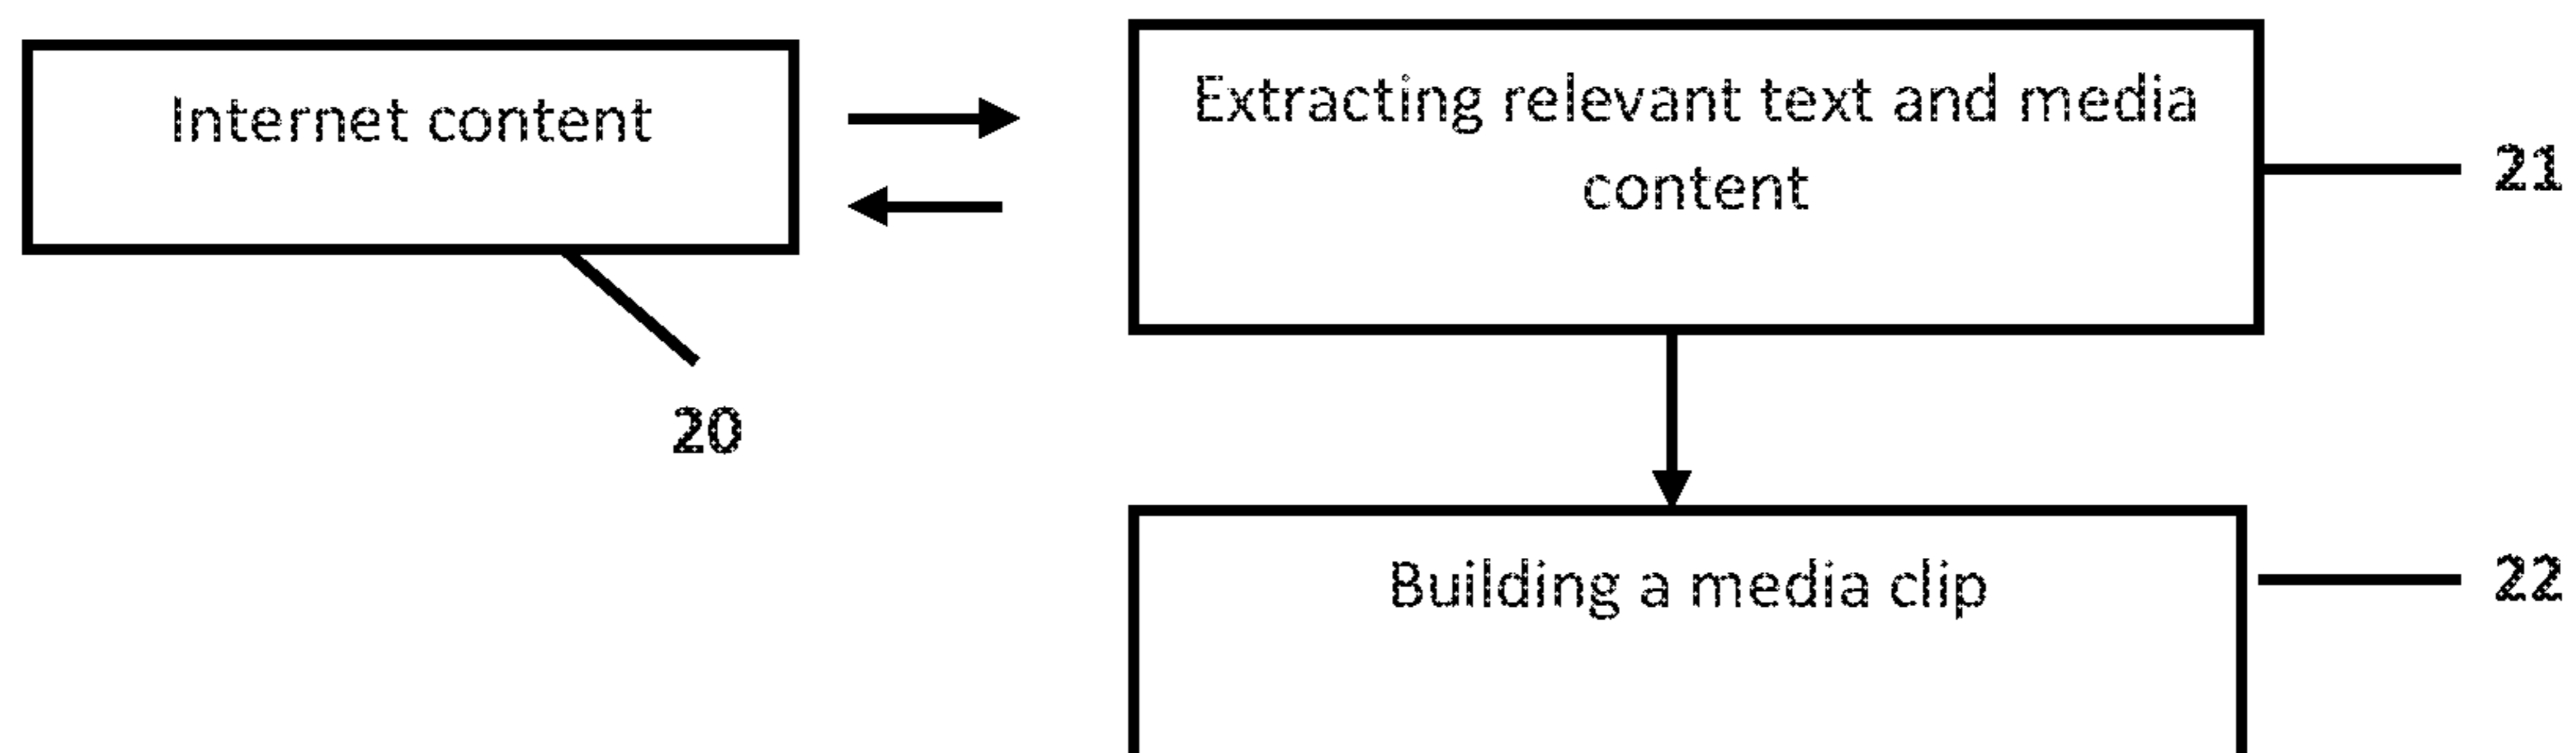 Internet content
Extracting relevant text and media
content
21
20
Building a media clip
22